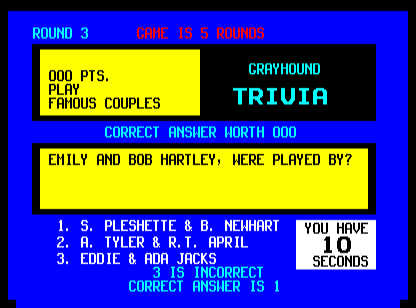 ROUND 3 GAME IS 5 ROUNDS
000 PTS.
PLAY
FAMOUS COUPLES
GRAYHOUND
TRIVIA
CORRECT ANSWER WORTH 000
EMILY AND BOB HARTLEY, WERE PLAYED BY?
1. S. PLESHETTE & B. NEWHART
2. A. TYLER & R.T. APRIL
3. EDDIE & ADA JACKS
YOU HAVE
10
SECONDS
3 IS INCORRECT
CORRECT ANSWER IS 1